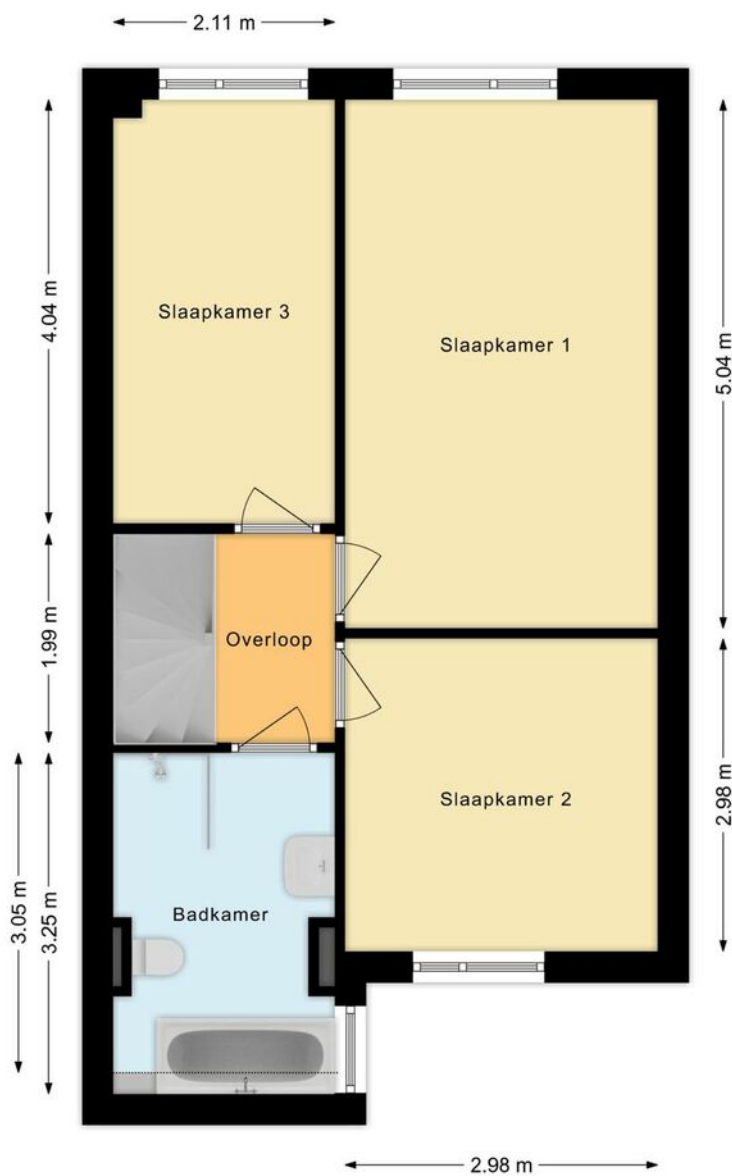 2.11 m
4.04 m
Slaapkamer 3
Slaapkamer 1
5.04 m
1.99 m
Overloop
3.05 m
3.25 m
Badkamer
Slaapkamer 2
2.98 m
2.98 m